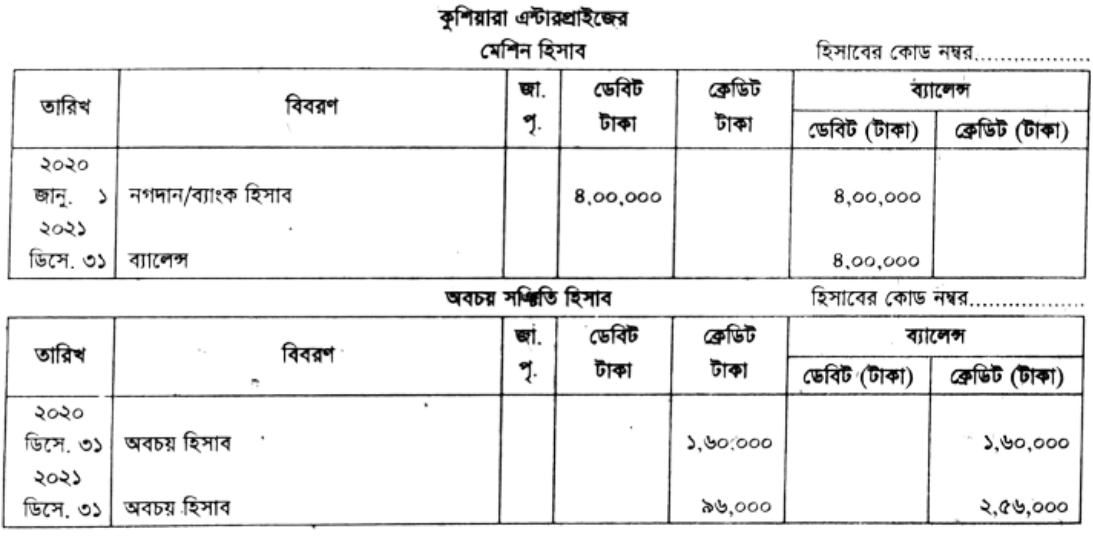 কুশিয়ারা এন্টারপ্রাইজের
মেশিন হিসাব হিসাবের কোড নম্বর..................
তারিখ বিবরণ জা. পৃ. ডেবিট টাকা ক্রেডিট টাকা ব্যালেন্স
ডেবিট (টাকা) ক্রেডিট (টাকা)
২০২০
জানু. ১ নগদান/ব্যাংক হিসাব ৪,০০,০০০ ৪,০০,০০০
২০২১
ডিসে. ৩১ ব্যালেন্স ৪,০০,০০০
অবচয় সঞ্চিতি হিসাব হিসাবের কোড নম্বর..................
তারিখ বিবরণ জা. পৃ. ডেবিট টাকা ক্রেডিট টাকা ব্যালেন্স
ডেবিট (টাকা) ক্রেডিট (টাকা)
২০২০
ডিসে. ৩১ অবচয় হিসাব ১,৬০,০০০ ১,৬০,০০০
২০২১
ডিসে. ৩১ অবচয় হিসাব ৯৬,০০০ ২,৫৬,০০০